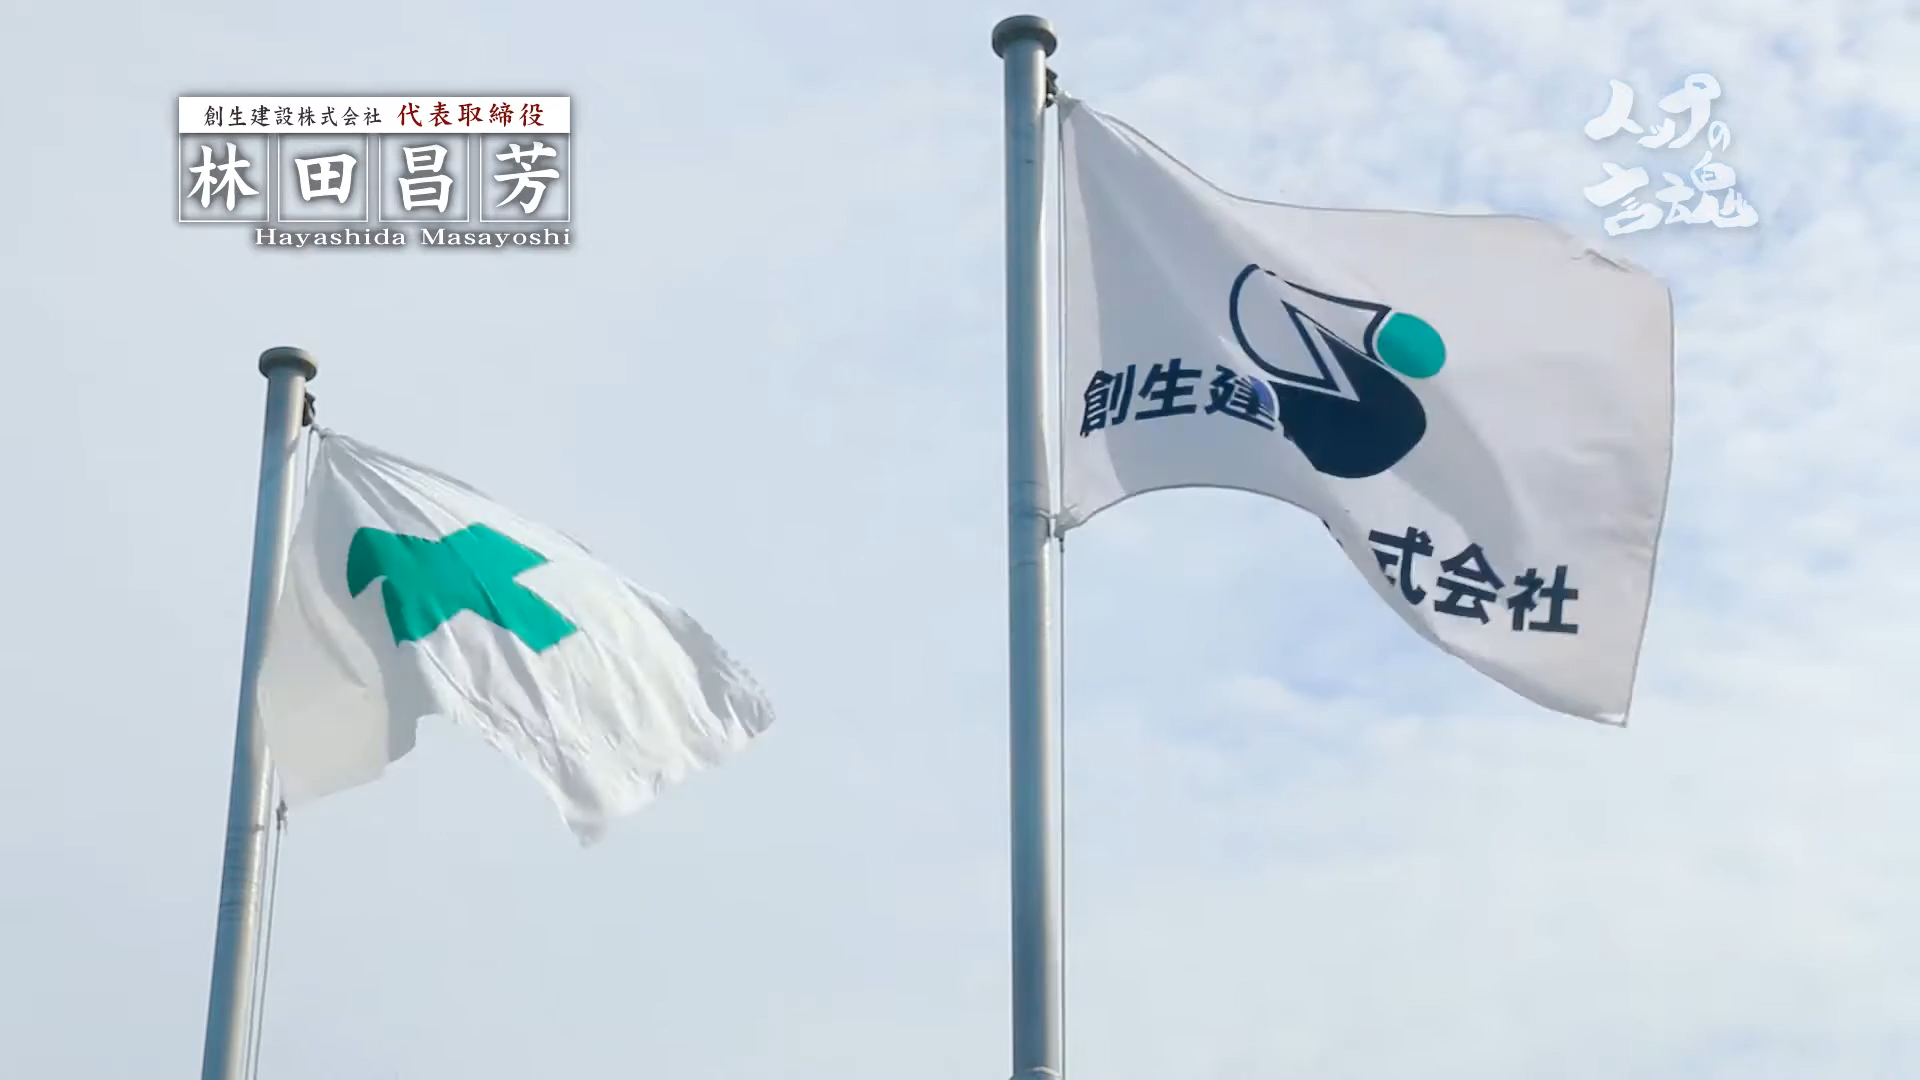 創生建設株式会社 代表取締役
林田昌芳
Hayashida Masayoshi
トップの
言魂
創生建
式会社